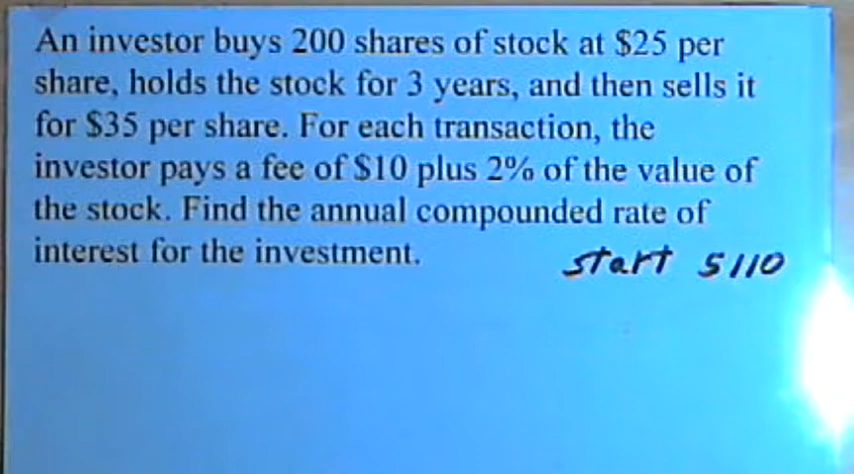 An investor buys 200 shares of stock at $25 per
share, holds the stock for 3 years, and then sells it
for $35 per share. For each transaction, the
investor pays a fee of $10 plus 2% of the value of
the stock. Find the annual compounded rate of
interest for the investment.
start 5110